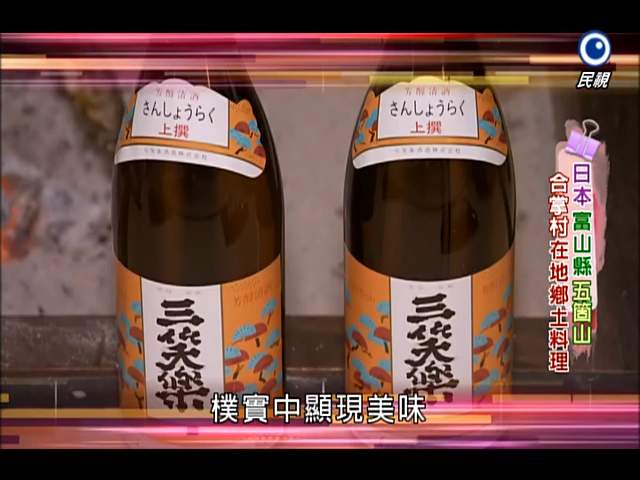 民視
日本 富山縣五箇山
合掌村在地鄉土料理
芳醇清酒
さんしょうらく
上撰
芳醇清酒
さんしょうらく
上撰
三笑楽
三笑楽
樸實中顯現美味